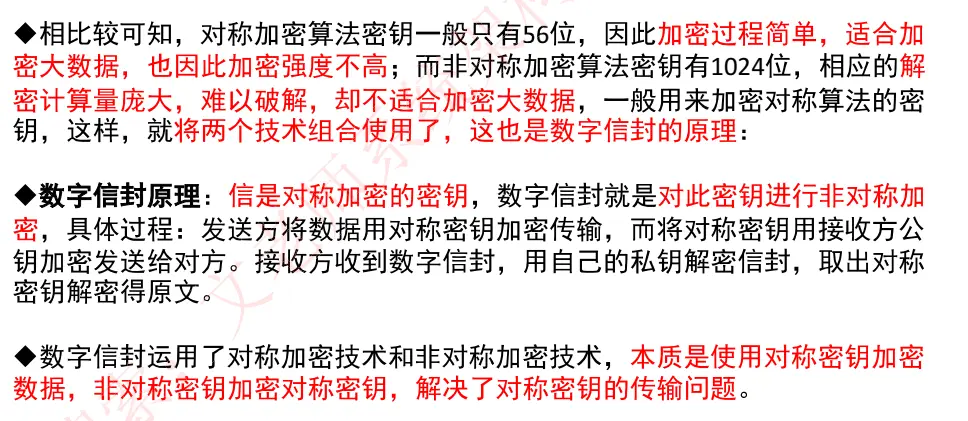 ◆相比较可知，对称加密算法密钥一般只有56位，因此加密过程简单，适合加
密大数据，也因此加密强度不高；而非对称加密算法密钥有1024位，相应的解
密计算量庞大，难以破解，却不适合加密大数据，一般用来加密对称算法的密
钥，这样，就将两个技术组合使用了，这也是数字信封的原理：
◆数字信封原理：信是对称加密的密钥，数字信封就是对此密钥进行非对称加
密，具体过程：发送方将数据用对称密钥加密传输，而将对称密钥用接收方公
钥加密发送给对方。接收方收到数字信封，用自己的私钥解密信封，取出对称
密钥解密得原文。
◆数字信封运用了对称加密技术和非对称加密技术，本质是使用对称密钥加密
数据，非对称密钥加密对称密钥，解决了对称密钥的传输问题。